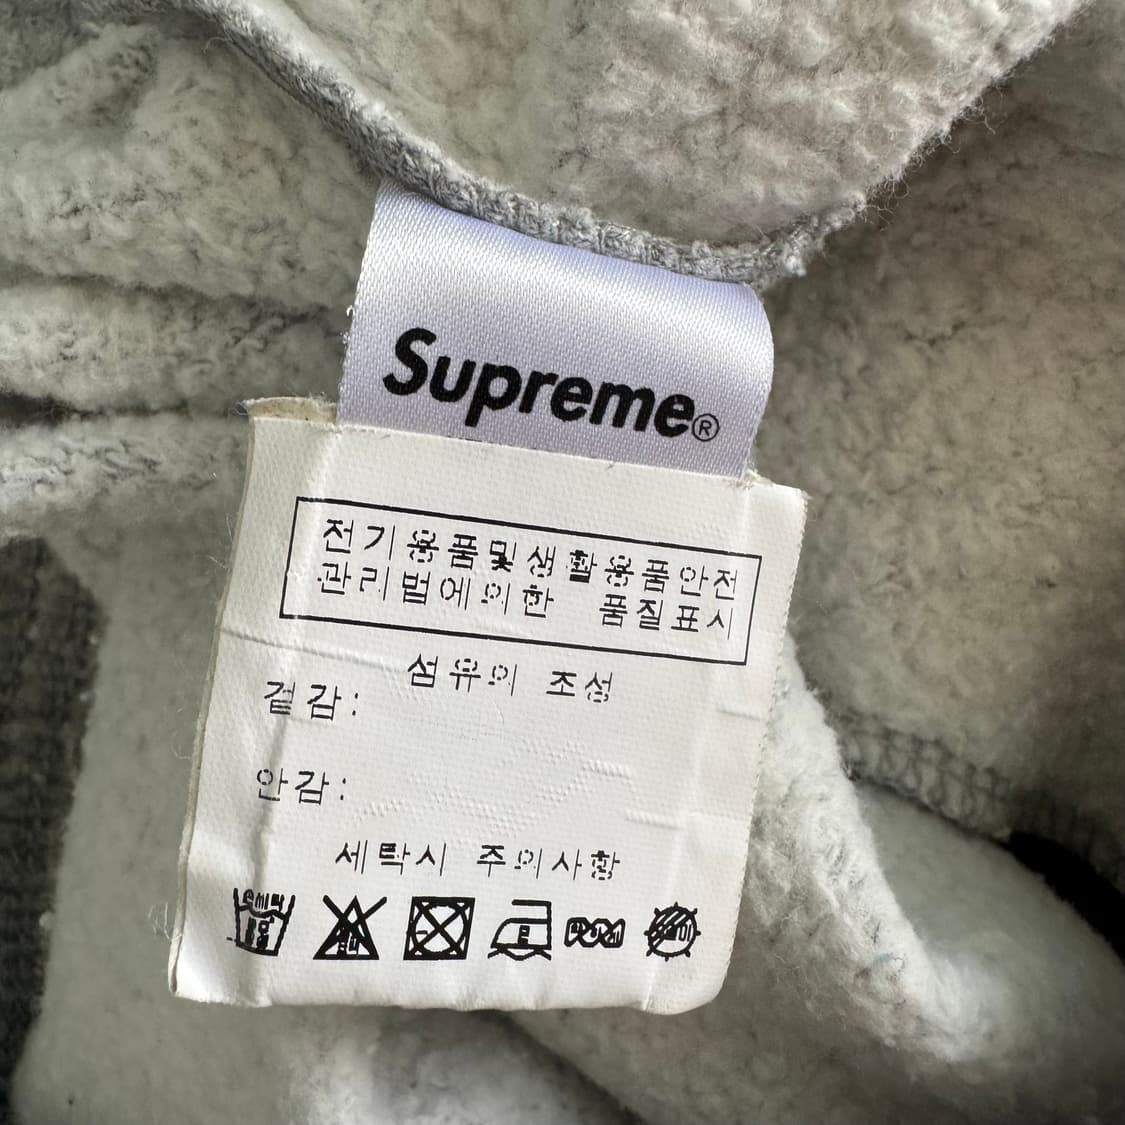 Supreme®
전기용품및생활용품안전
관리법에의한 품질표시
섬유의 조성
겉감:
안감:
세탁시 주의사항